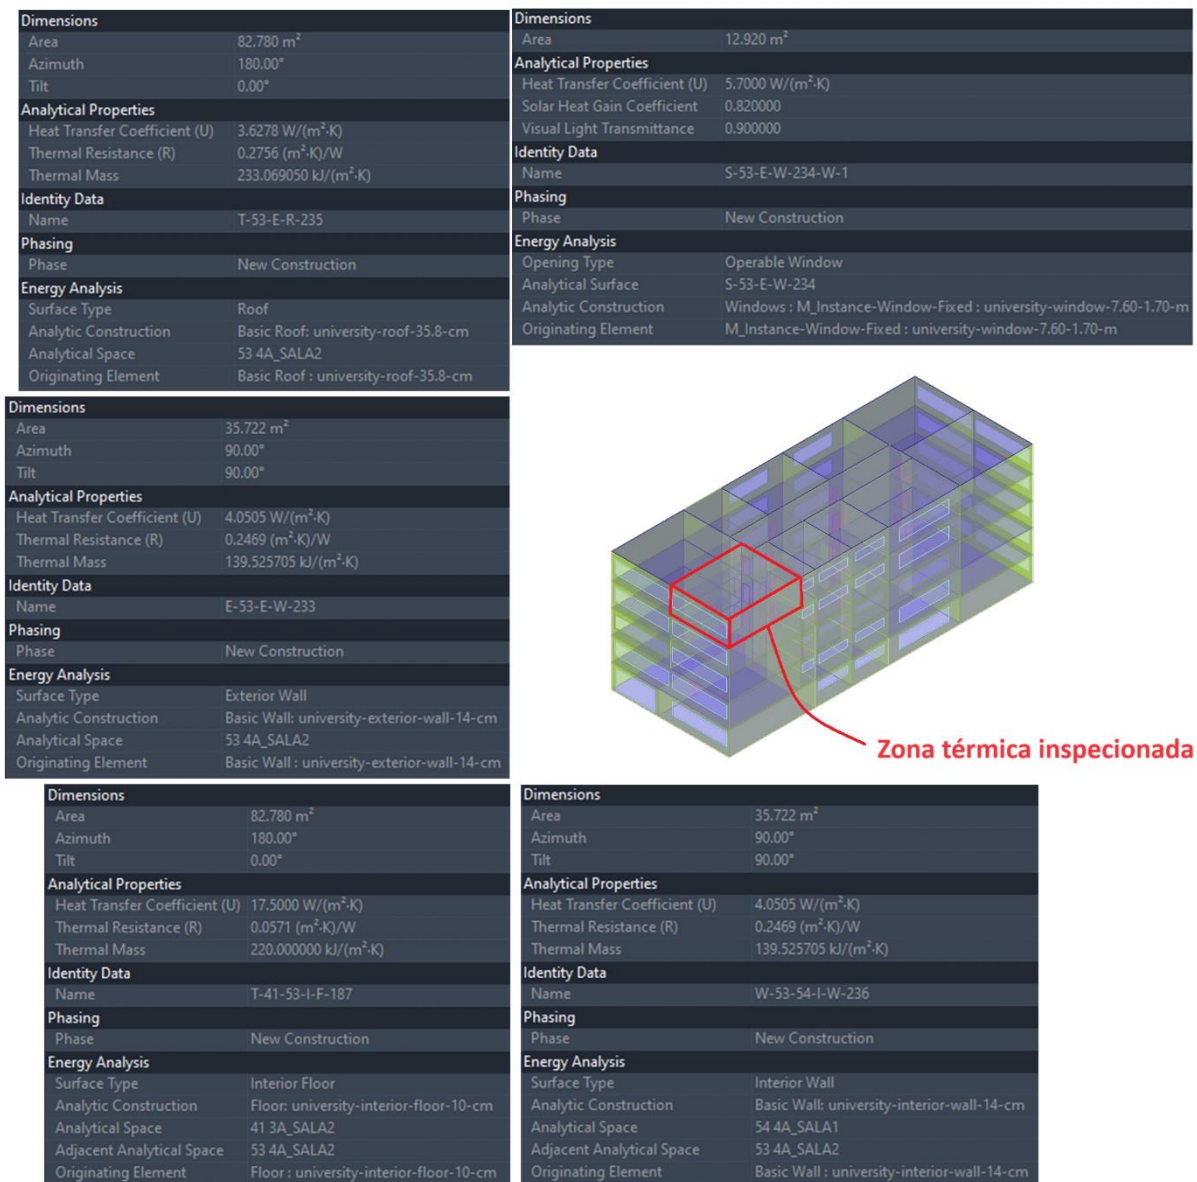 Dimensions
Area 82.780 m²
Azimuth 180.00°
Tilt 0.00°
Analytical Properties
Heat Transfer Coefficient (U) 3.6278 W/(m²·K)
Thermal Resistance (R) 0.2756 (m²·K)/W
Thermal Mass 233.069050 kJ/(m²·K)
Identity Data
Name T-53-E-R-235
Phasing
Phase New Construction
Energy Analysis
Surface Type Roof
Analytic Construction Basic Roof: university-roof-35.8-cm
Analytical Space 53 4A_SALA2
Originating Element Basic Roof : university-roof-35.8-cm
Dimensions
Area 12.920 m²
Analytical Properties
Heat Transfer Coefficient (U) 5.7000 W/(m²·K)
Solar Heat Gain Coefficient 0.820000
Visual Light Transmittance 0.900000
Identity Data
Name S-53-E-W-234-W-1
Phasing
Phase New Construction
Energy Analysis
Opening Type Operable Window
Analytical Surface S-53-E-W-234
Analytic Construction Windows : M_Instance-Window-Fixed : university-window-7.60-1.70-m
Originating Element M_Instance-Window-Fixed : university-window-7.60-1.70-m
Dimensions
Area 35.722 m²
Azimuth 90.00°
Tilt 90.00°
Analytical Properties
Heat Transfer Coefficient (U) 4.0505 W/(m²·K)
Thermal Resistance (R) 0.2469 (m²·K)/W
Thermal Mass 139.525705 kJ/(m²·K)
Identity Data
Name E-53-E-W-233
Phasing
Phase New Construction
Energy Analysis
Surface Type Exterior Wall
Analytic Construction Basic Wall: university-exterior-wall-14-cm
Analytical Space 53 4A_SALA2
Originating Element Basic Wall : university-exterior-wall-14-cm
Zona térmica inspecionada
Dimensions
Area 82.780 m²
Azimuth 180.00°
Tilt 0.00°
Analytical Properties
Heat Transfer Coefficient (U) 17.5000 W/(m²·K)
Thermal Resistance (R) 0.0571 (m²·K)/W
Thermal Mass 220.000000 kJ/(m²·K)
Identity Data
Name T-41-53-I-F-187
Phasing
Phase New Construction
Energy Analysis
Surface Type Interior Floor
Analytic Construction Floor: university-interior-floor-10-cm
Analytical Space 41 3A_SALA2
Adjacent Analytical Space 53 4A_SALA2
Originating Element Floor : university-interior-floor-10-cm
Dimensions
Area 35.722 m²
Azimuth 90.00°
Tilt 90.00°
Analytical Properties
Heat Transfer Coefficient (U) 4.0505 W/(m²·K)
Thermal Resistance (R) 0.2469 (m²·K)/W
Thermal Mass 139.525705 kJ/(m²·K)
Identity Data
Name W-53-54-I-W-236
Phasing
Phase New Construction
Energy Analysis
Surface Type Interior Wall
Analytic Construction Basic Wall: university-interior-wall-14-cm
Analytical Space 54 4A_SALA1
Adjacent Analytical Space 53 4A_SALA2
Originating Element Basic Wall : university-interior-wall-14-cm